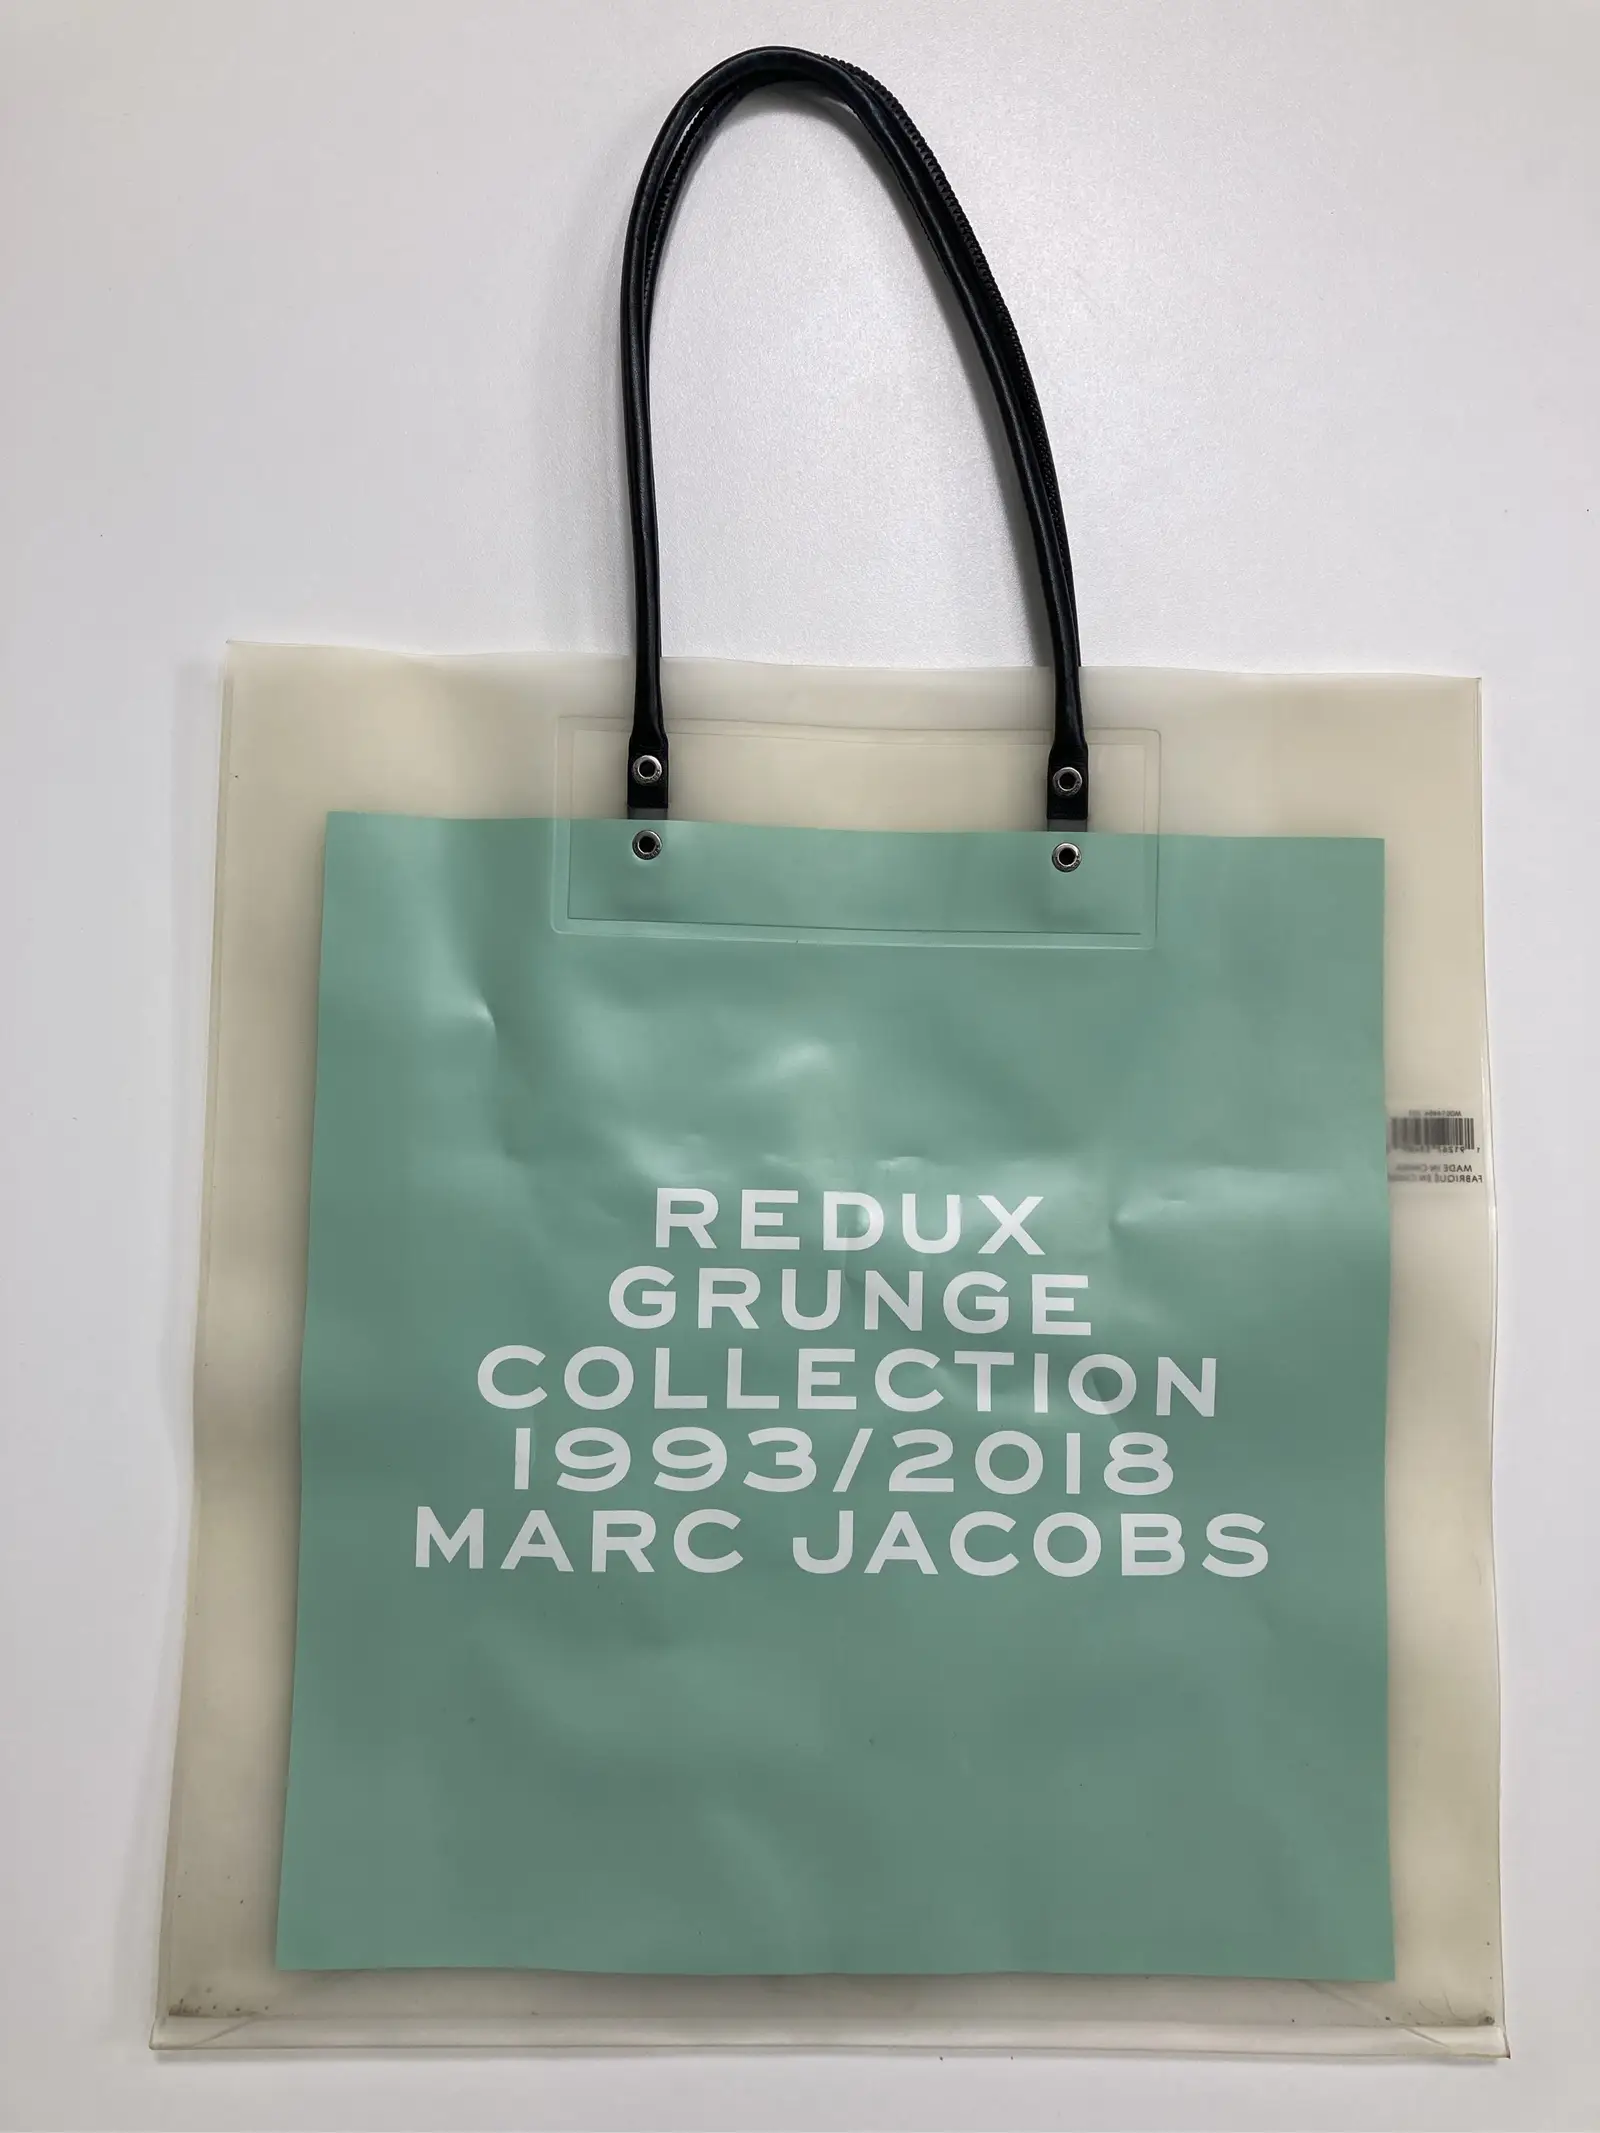 REDUX
GRUNGE
COLLECTION
1993/2018
MARC JACOBS
MADE IN CHINA
FABRIQUÉ EN CHINE